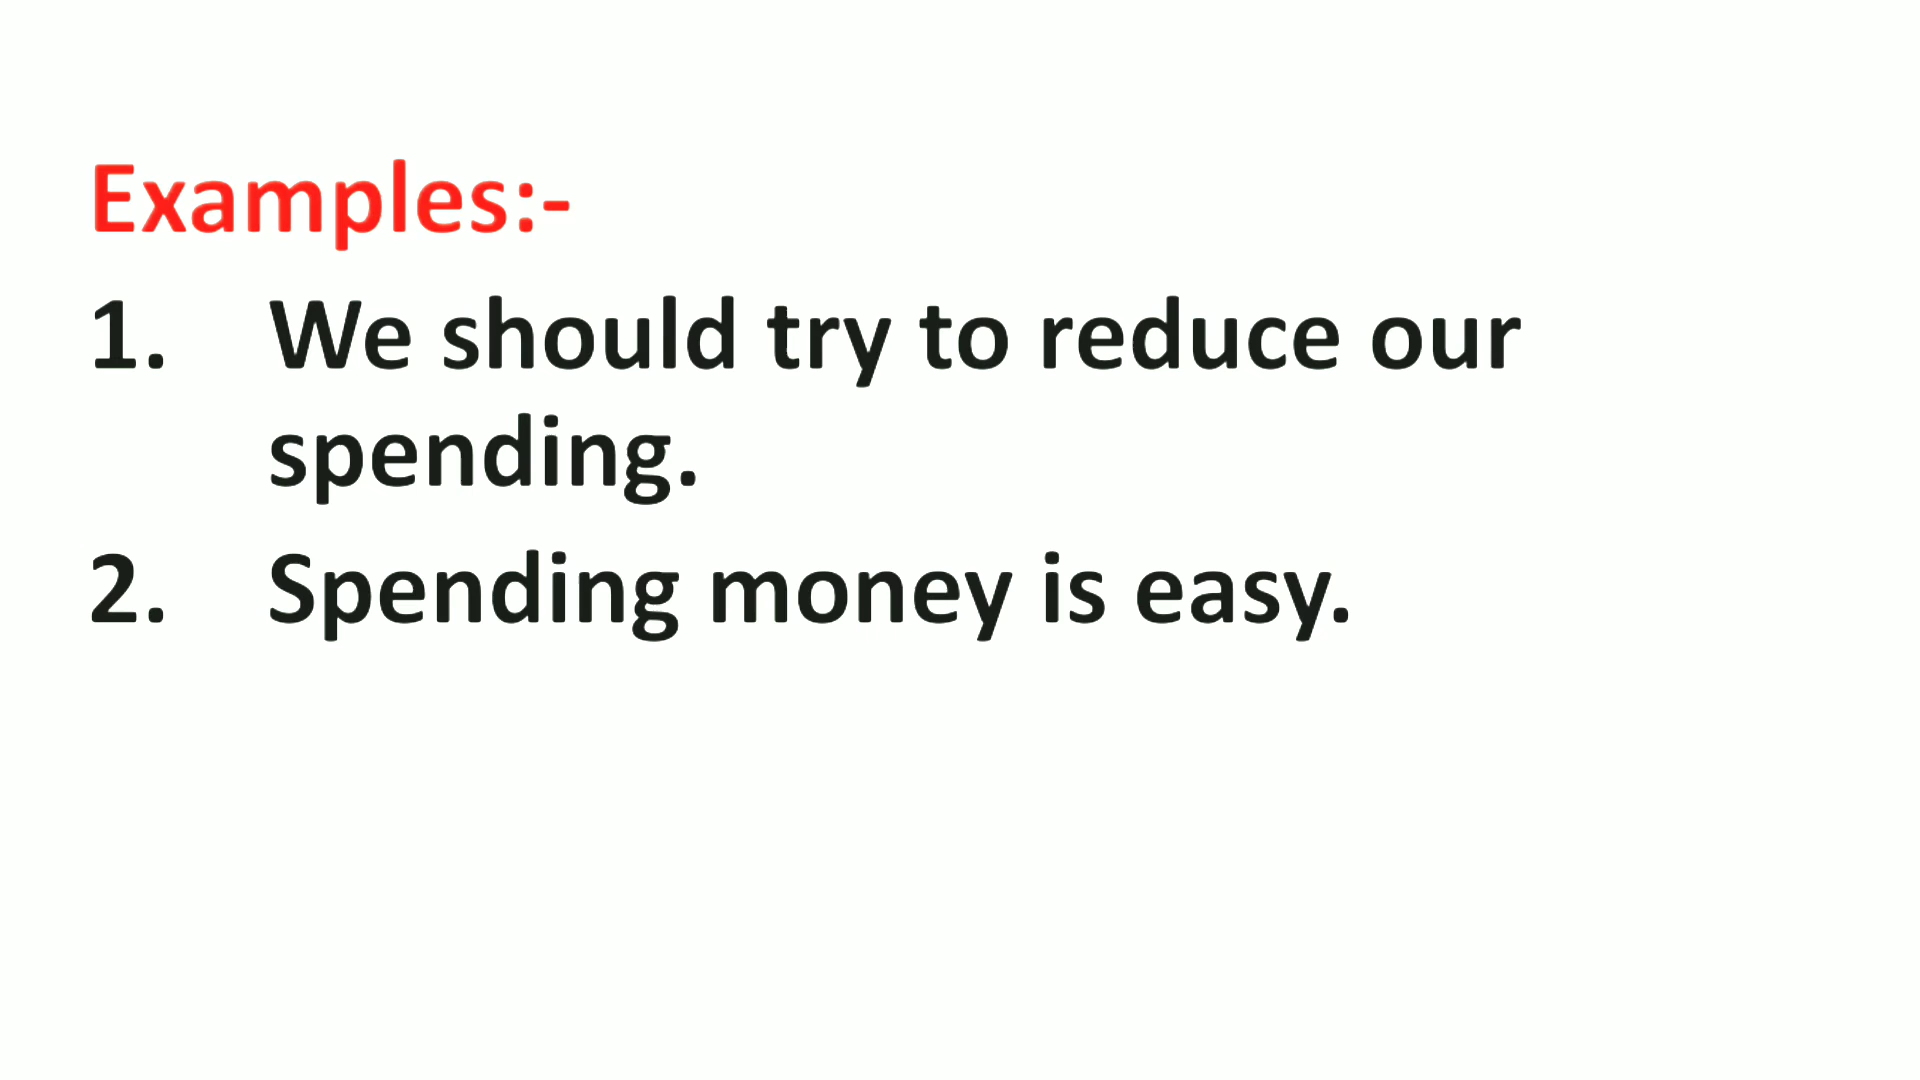 Examples:-
1. We should try to reduce our
spending.
2. Spending money is easy.